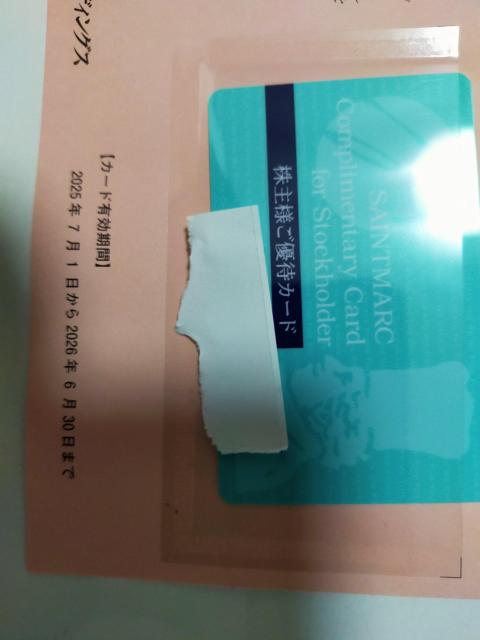 ィングス
SAINTMARC
Complimentary Card
for Stockholder
株主様ご優待カード
【カード有効期間】
2025年7月1日から2026年6月30日まで